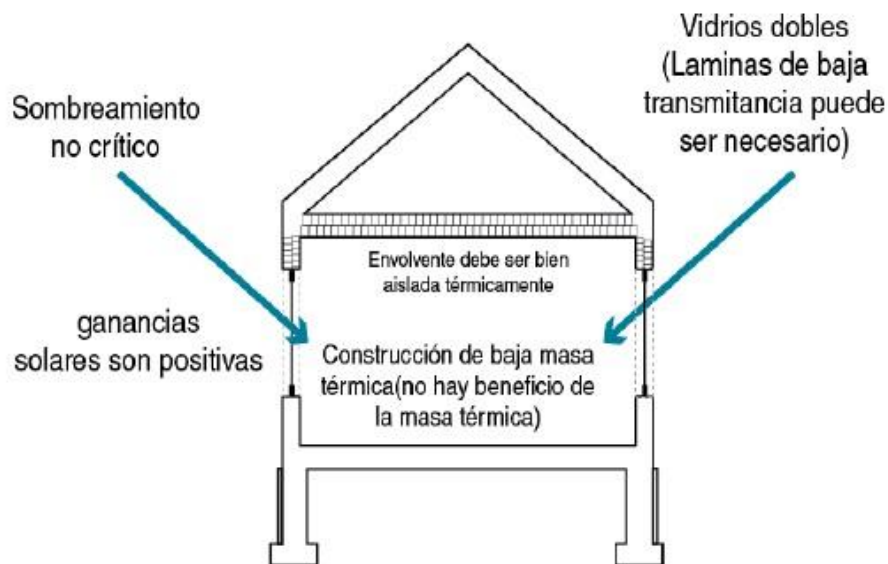 Sombreamiento
no crítico
ganancias
solares son positivas
Vidrios dobles
(Laminas de baja
transmitancia puede
ser necesario)
Envolvente debe ser bien
aislada térmicamente
Construcción de baja masa
térmica(no hay beneficio de
la masa térmica)